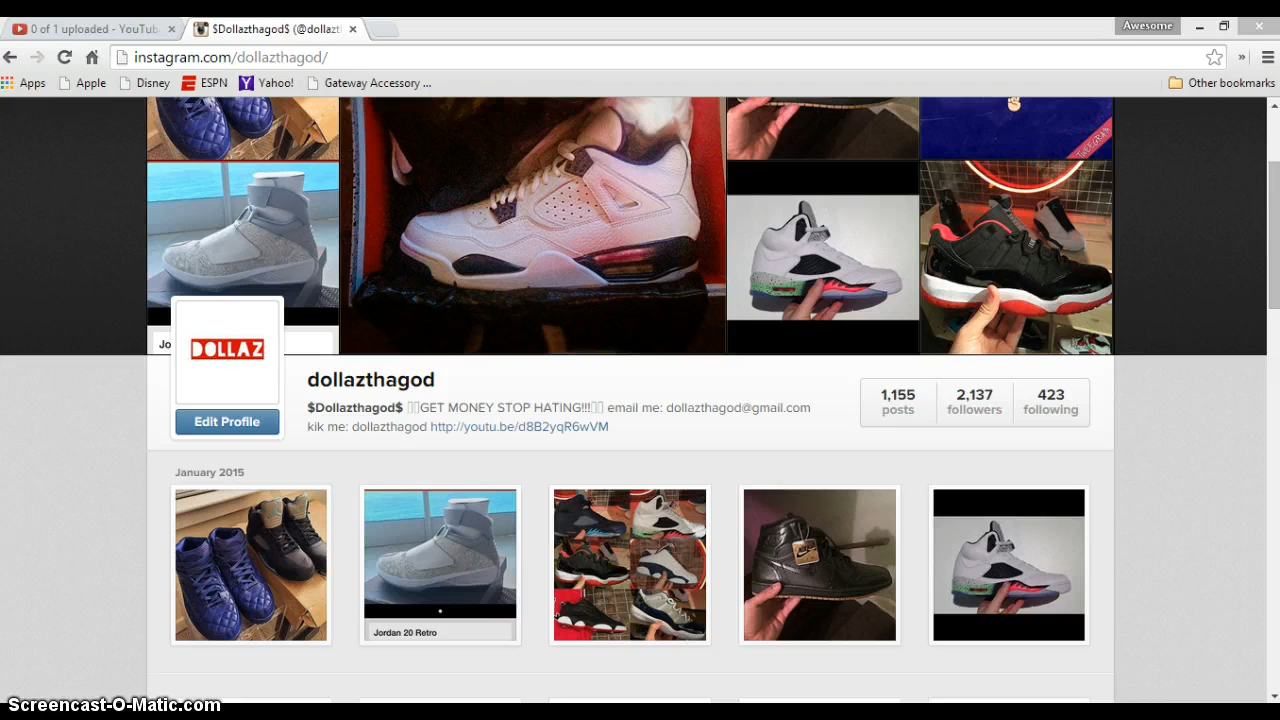 0 of 1 uploaded - YouTub
$Dollazthagod$ (@dollazt
Awesome
instagram.com/dollazthagod/
Apps
Apple
Disney
ESPN
Yahoo!
Gateway Accessory ...
Other bookmarks
Jo
DOLLAZ
Edit Profile
dollazthagod
$Dollazthagod$ GET MONEY STOP HATING!!! email me: dollazthagod@gmail.com
kik me: dollazthagod http://youtu.be/d8B2yqR6wVM
1,155
posts
2,137
followers
423
following
January 2015
Jordan 20 Retro
Screencast-O-Matic.com